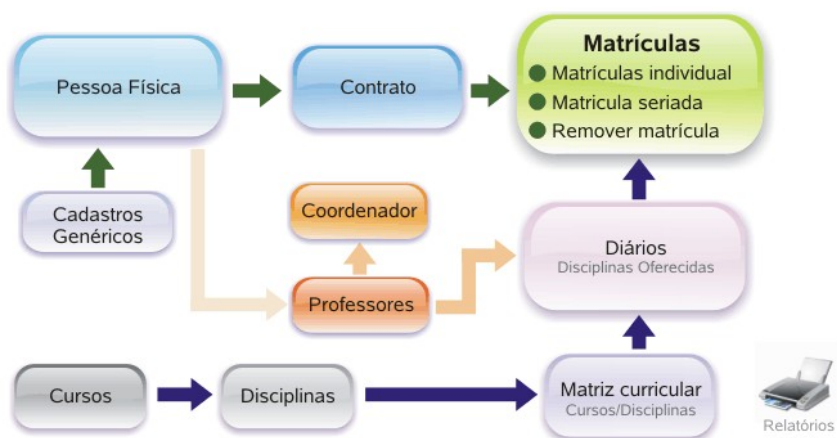 Pessoa Física
Contrato
Matrículas
Matrículas individual
Matricula seriada
Remover matrícula
Cadastros
Genéricos
Coordenador
Professores
Diários
Disciplinas Oferecidas
Cursos
Disciplinas
Matriz curricular
Cursos/Disciplinas
Relatórios